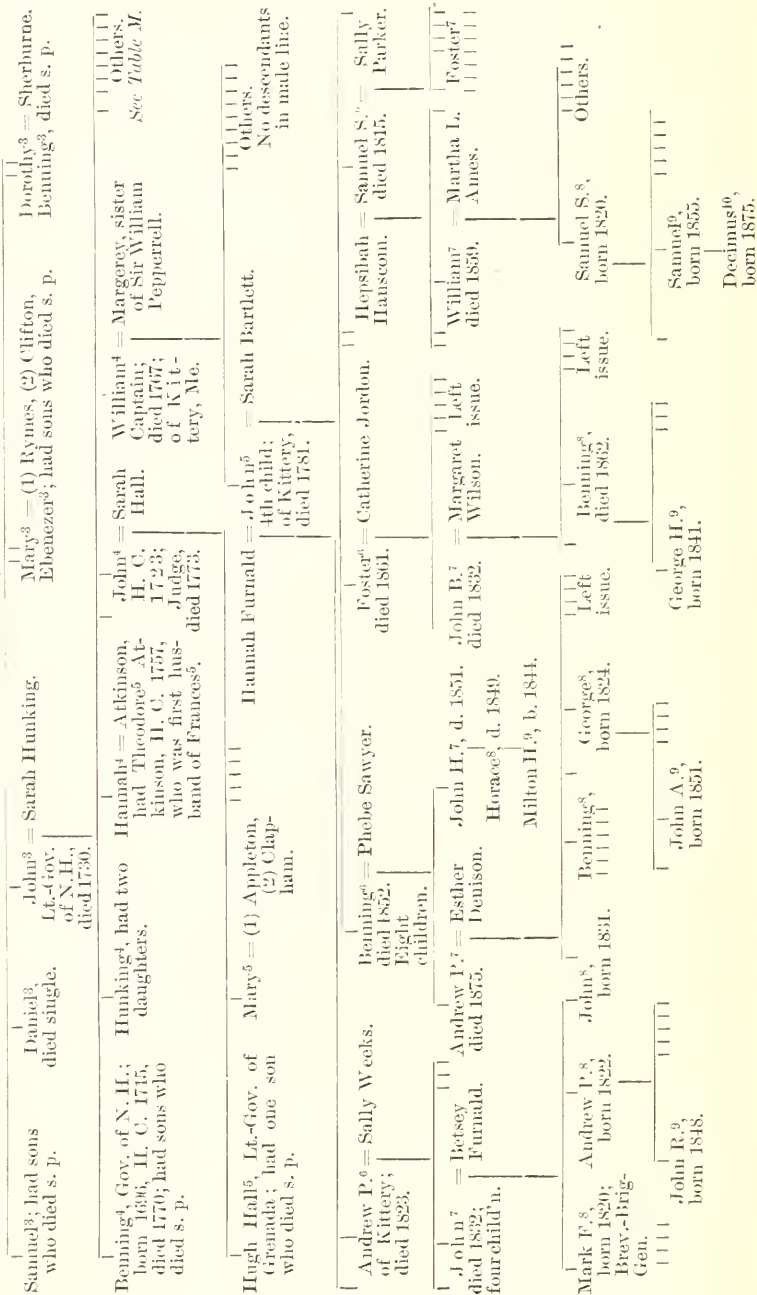 Samuel³; had sons
who died s. p.
Daniel³,
died single.
John³ = Sarah Hunking.
Lt.-Gov.
of N.H.,
died 1730.
Mary³ = (1) Rymes, (2) Clifton,
Ebenezer³; had sons who died s. p.
Dorothy³ = Sherburne.
Benning³, died s. p.
Benning⁴, Gov. of N. H.;
born 1696, H. C. 1715,
died 1770; had sons who
died s. p.
Hunking⁴, had two
daughters.
Hannah⁴ = Atkinson,
had Theodore⁵ At-
kinson, H. C. 1757,
who was first hus-
band of Frances⁵.
John⁴ = Sarah
H. C. Hall.
1723;
Judge,
died 1773.
William⁴ = Margerey, sister
Captain; of Sir William
died 1767; Pepperrell.
of Kit-
tery, Me.
Others.
See Table M.
Hugh Hall⁵, Lt.-Gov. of
Grenada; had one son
who died s. p.
Mary⁵ = (1) Appleton,
(2) Clap-
ham.
Hannah Furnald = John⁵ = Sarah Bartlett.
4th child;
of Kittery,
died 1781.
Others.
No descendants
in male line.
Andrew P.⁶ = Sally Weeks.
of Kittery;
died 1823.
Benning⁶ = Phebe Sawyer.
died 1852.
Eight
children.
Foster⁶ = Catherine Jordon.
died 1861.
Hepsibah = Samuel S.⁶ = Sally
Hanscom. died 1815. Parker.
John⁷ = Betsey
died 1832; Furnald.
four child'n.
Andrew P.⁷ = Esther
died 1875. Denison.
John H.⁷, d. 1851.
Horace⁸, d. 1849.
Milton H.⁹, b. 1844.
John B.⁷ = Margaret
died 1832. Wilson.
Left
issue.
William⁷ = Martha L.
died 1859. Ames.
Foster⁷
Mark F.⁸,
born 1820;
Brev.-Brig-
Gen.
Andrew P.⁸,
born 1822.
John⁸,
born 1831.
Benning⁸,
George⁸,
born 1824.
Left
issue.
Benning⁸,
died 1862.
Left
issue.
Samuel S.⁸,
born 1820.
Others.
John R.⁹,
born 1848.
John A.⁹,
born 1851.
George H.⁹,
born 1841.
Samuel⁹,
born 1855.
Decimus¹⁰,
born 1875.